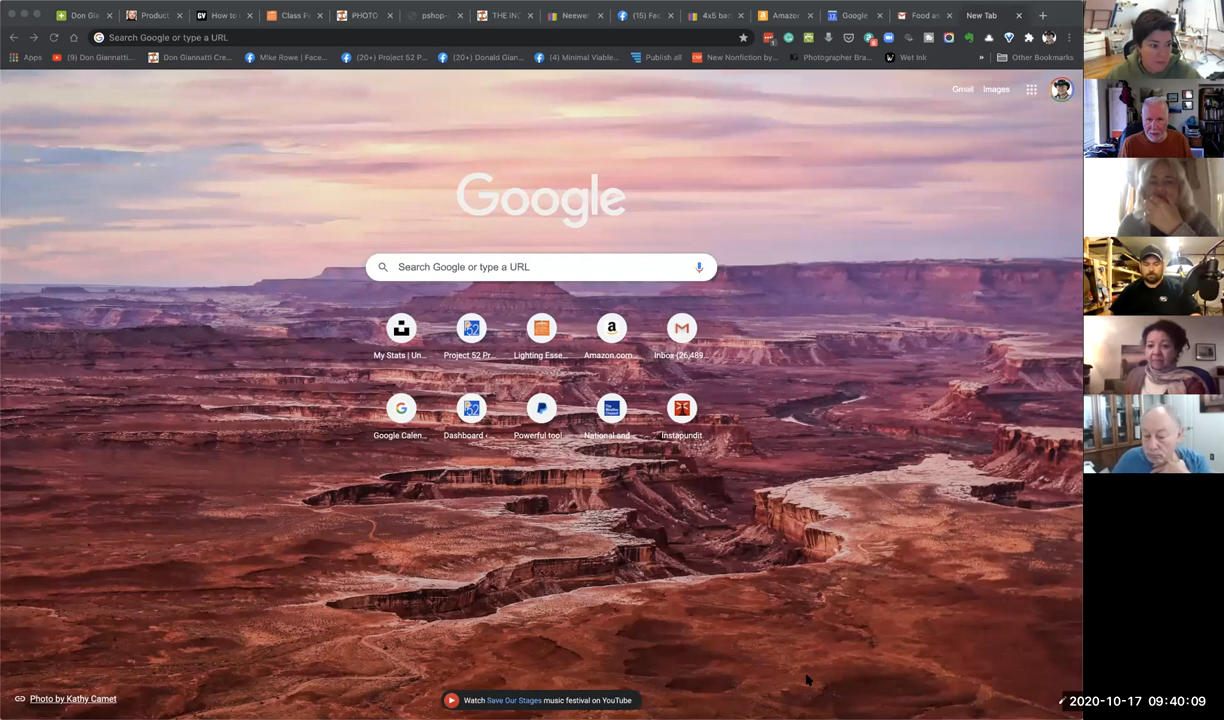 Don Gia
Product
GV How to
Class P
PHOTO
pshop-
THE IN
Neewe
(15) Fac
4x5 bac
Amazon
Google
Food as
New Tab
Search Google or type a URL
Apps
(9) Don Giannatti...
Don Giannatti Cre...
Mike Rowe | Face...
(20+) Project 52 P...
(20+) Donald Gian...
(4) Minimal Viable...
Publish all
New Nonfiction by...
Photographer Bra...
Wet Ink
»
Other Bookmarks
Gmail
Images
Google
Search Google or type a URL
My Stats | Un...
Project 52 Pr...
Lighting Esse...
Amazon.com...
Inbox (26,489...
Google Calen...
Dashboard ‹...
Powerful tool...
National and...
Instapundit
Photo by Kathy Camet
Watch Save Our Stages music festival on YouTube
2020-10-17 09:40:09